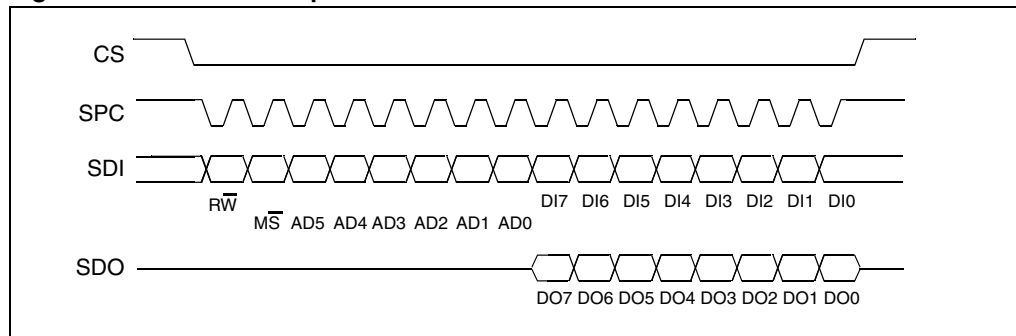 CS
SPC
SDI
RW̅
DI7 DI6 DI5 DI4 DI3 DI2 DI1 DI0
MS̅ AD5 AD4 AD3 AD2 AD1 AD0
SDO
DO7 DO6 DO5 DO4 DO3 DO2 DO1 DO0